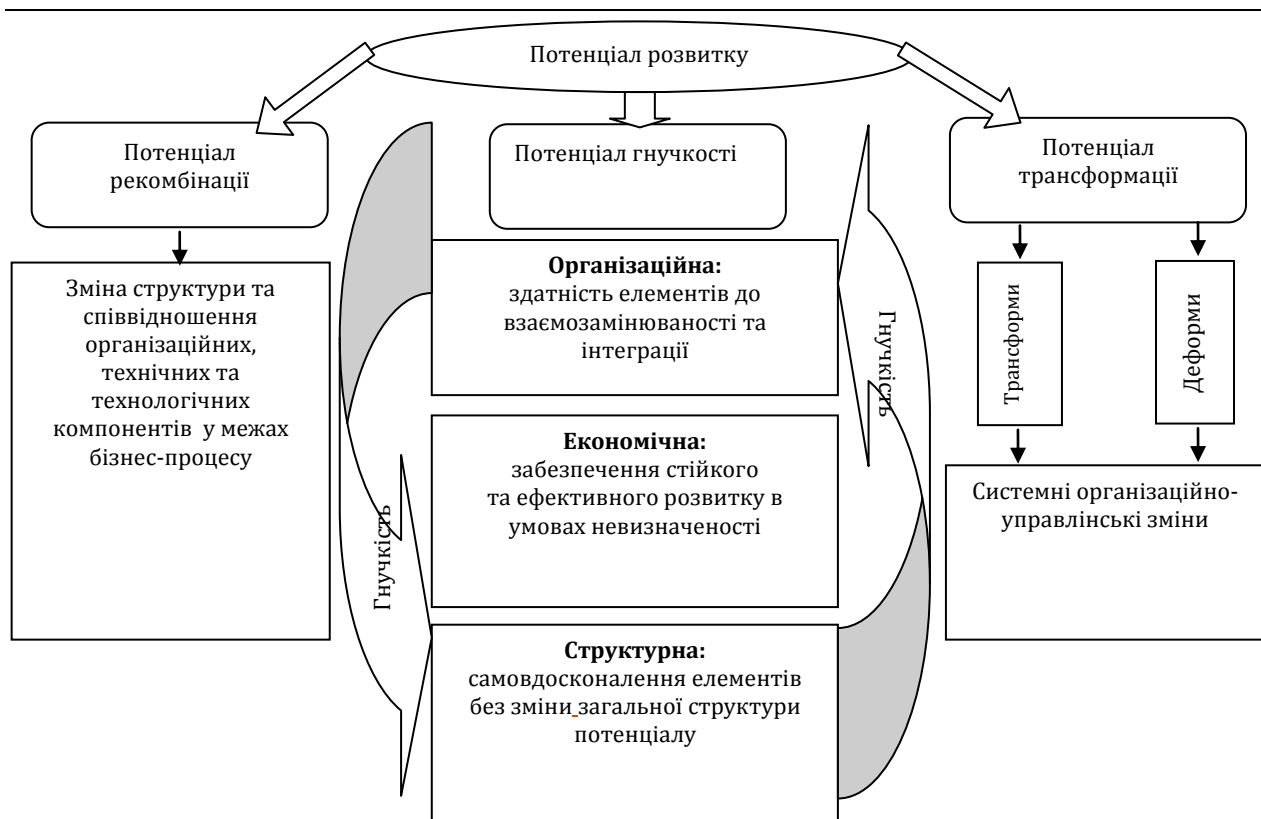 Потенціал розвитку
Потенціал
рекомбінації
Потенціал гнучкості
Потенціал
трансформації
Зміна структури та
співвідношення
організаційних,
технічних та
технологічних
компонентів у межах
бізнес-процесу
Гнучкість
Організаційна:
здатність елементів до
взаємозамінюваності та
інтеграції
Економічна:
забезпечення стійкого
та ефективного розвитку в
умовах невизначеності
Структурна:
самовдосконалення елементів
без зміни загальної структури
потенціалу
Гнучкість
Трансформи
Деформи
Системні організаційно-
управлінські зміни